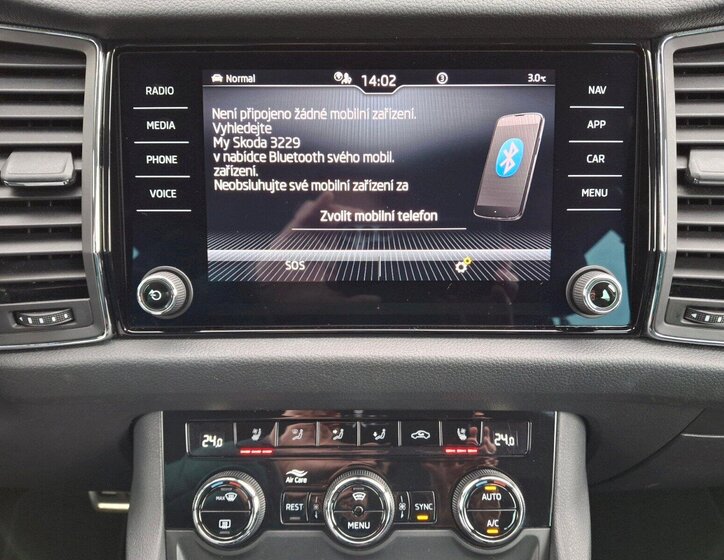 Normal 14:02 3 3.0°C
RADIO
MEDIA
PHONE
VOICE
Není připojeno žádné mobilní zařízení.
Vyhledejte
My Skoda 3229
v nabídce Bluetooth svého mobil.
zařízení.
Neobsluhujte své mobilní zařízení za
Zvolit mobilní telefon
SOS
NAV
APP
CAR
MENU
24.0 24.0
Air Care
MAX
REST
MENU
SYNC
AUTO
A/C